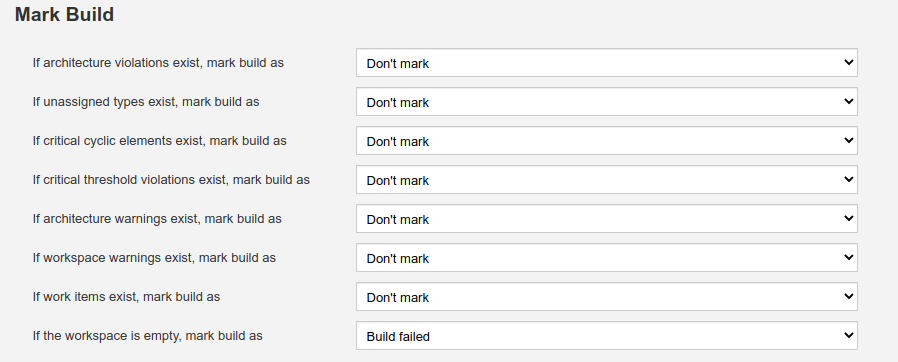 Mark Build
If architecture violations exist, mark build as Don't mark
If unassigned types exist, mark build as Don't mark
If critical cyclic elements exist, mark build as Don't mark
If critical threshold violations exist, mark build as Don't mark
If architecture warnings exist, mark build as Don't mark
If workspace warnings exist, mark build as Don't mark
If work items exist, mark build as Don't mark
If the workspace is empty, mark build as Build failed